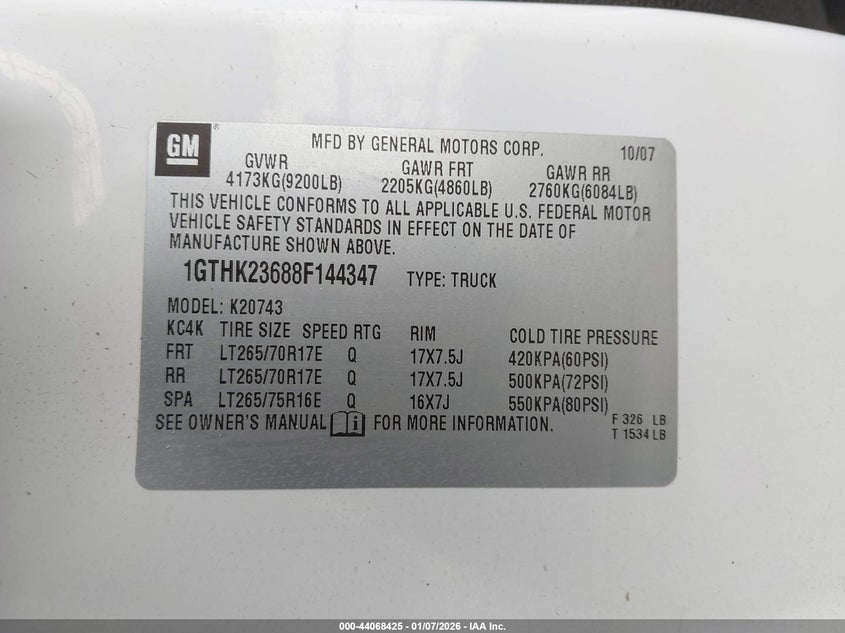 GM ®
MFD BY GENERAL MOTORS CORP. 10/07
GVWR GAWR FRT GAWR RR
4173KG(9200LB) 2205KG(4860LB) 2760KG(6084LB)
THIS VEHICLE CONFORMS TO ALL APPLICABLE U.S. FEDERAL MOTOR
VEHICLE SAFETY STANDARDS IN EFFECT ON THE DATE OF
MANUFACTURE SHOWN ABOVE.
1GTHK23688F144347 TYPE: TRUCK
MODEL: K20743
KC4K TIRE SIZE SPEED RTG RIM COLD TIRE PRESSURE
FRT LT265/70R17E Q 17X7.5J 420KPA(60PSI)
RR LT265/70R17E Q 17X7.5J 500KPA(72PSI)
SPA LT265/75R16E Q 16X7J 550KPA(80PSI)
SEE OWNER'S MANUAL i FOR MORE INFORMATION. F 326 LB
T 1534 LB
000-44068425 - 01/07/2026 - IAA Inc.